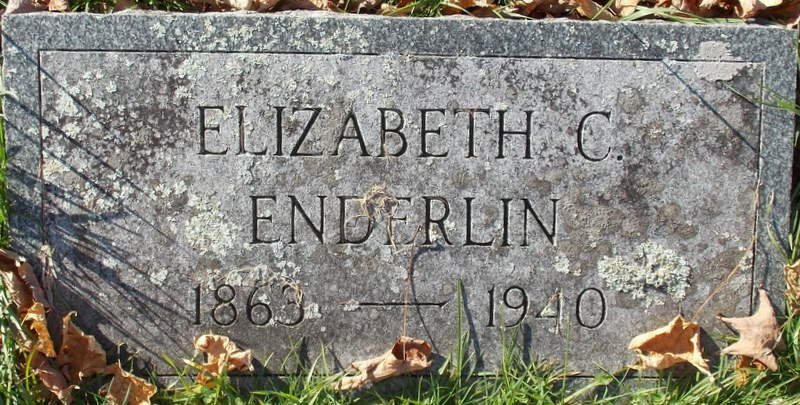 ELIZABETH C.
ENDERLIN
1863 — 1940